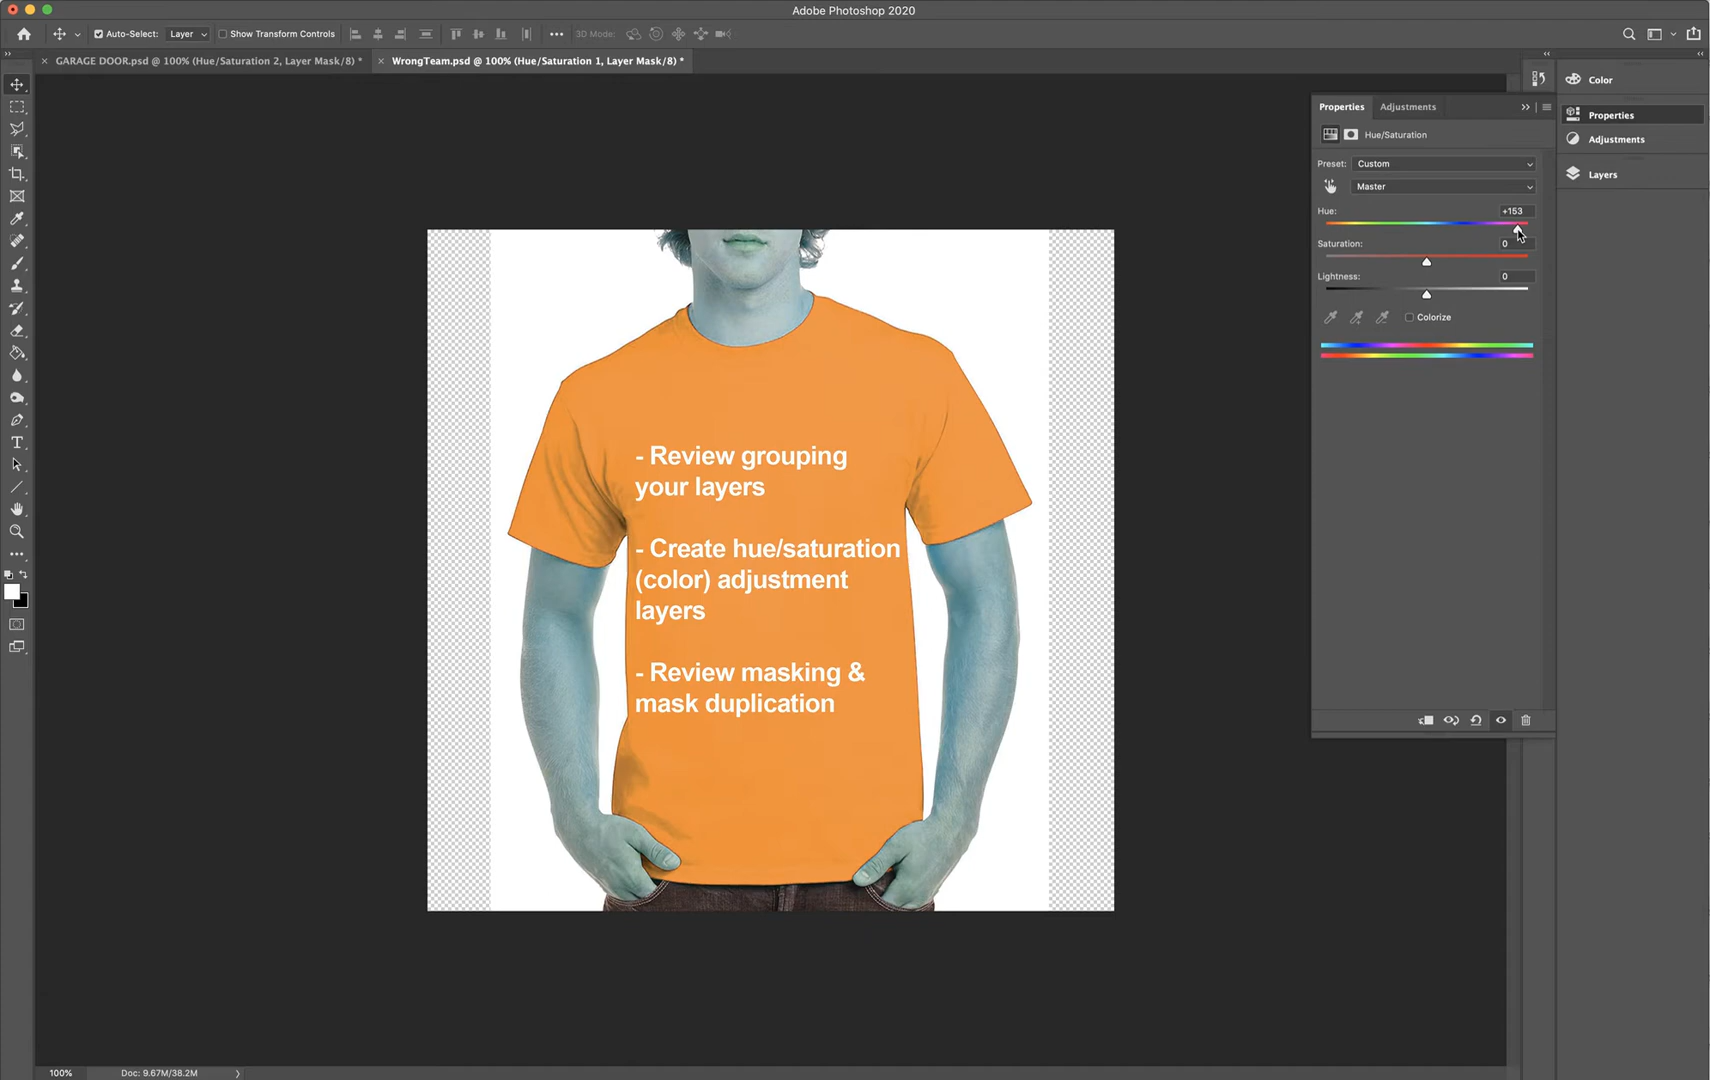 Adobe Photoshop 2020
Auto-Select: Layer Show Transform Controls 3D Mode:
GARAGE DOOR.psd @ 100% (Hue/Saturation 2, Layer Mask/8) * WrongTeam.psd @ 100% (Hue/Saturation 1, Layer Mask/8) *
Color
Properties
Adjustments
Layers
Properties Adjustments
Hue/Saturation
Preset: Custom
Master
Hue: +153
Saturation: 0
Lightness: 0
Colorize
- Review grouping
your layers
- Create hue/saturation
(color) adjustment
layers
- Review masking &
mask duplication
100% Doc: 9.67M/38.2M